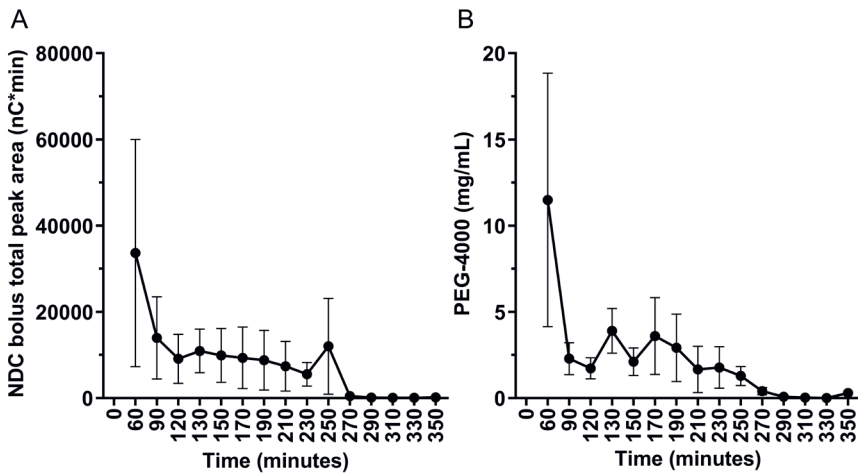 A
NDC bolus total peak area (nC*min)
80000
60000
40000
20000
0
0 60 90 120 130 150 170 190 210 230 250 270 290 310 330 350
Time (minutes)
B
PEG-4000 (mg/mL)
20
15
10
5
0
0 60 90 120 130 150 170 190 210 230 250 270 290 310 330 350
Time (minutes)